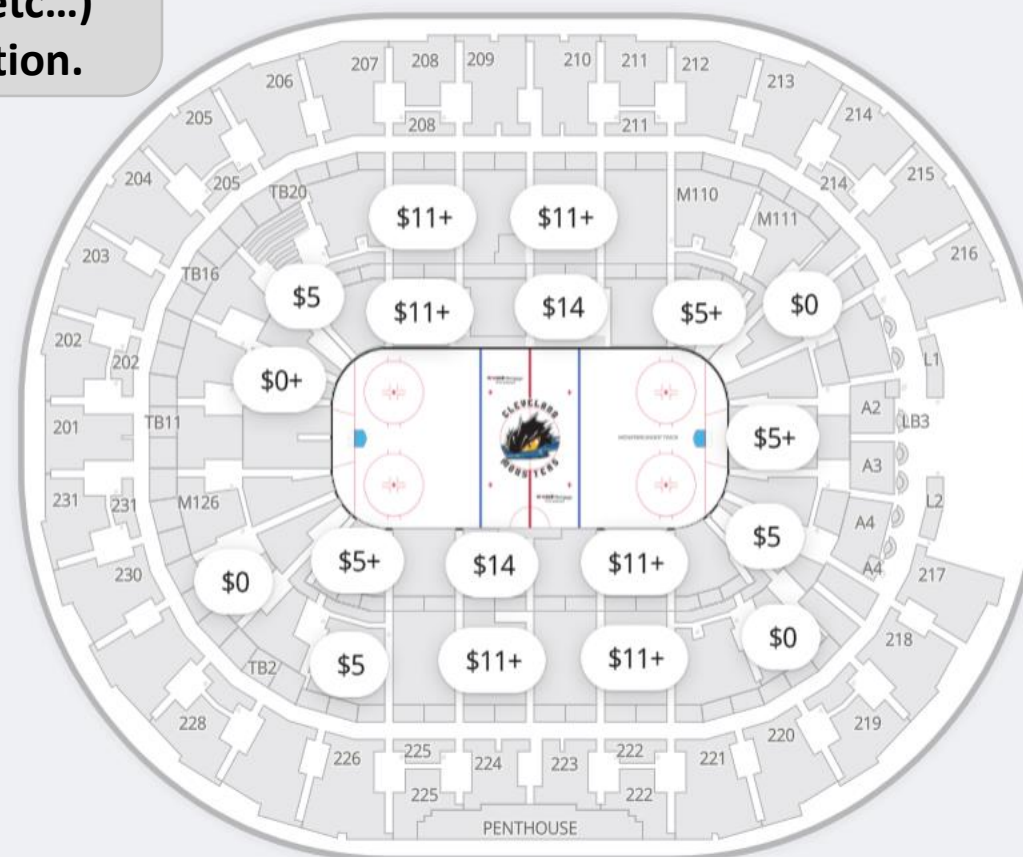 etc...)
tion.
207 208 209 210 211 212
206 213
205 208 211 214
204 205 TB20 M110 214 215
$11+ $11+ M111
203 216
TB16
$5 $11+ $14 $5+ $0
202
202 L1
$0+
CLEVELAND
MONSTERS
A2
201 TB11 LB3
$5+
A3
231 231 M126 L2
A4
$5
$5+ $14 $11+
A4
230 $0 217
218
$0
TB2 $5 $11+ $11+
228 219
220
226 225 224 223 222 221
225 222
PENTHOUSE